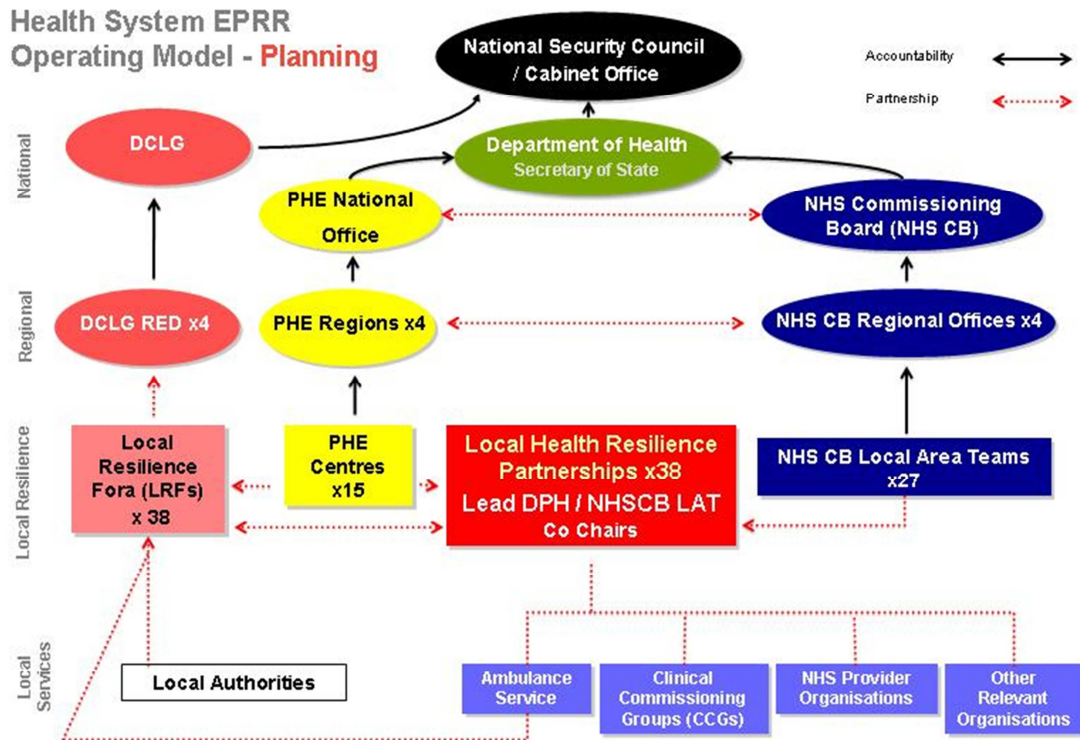 Health System EPRR
Operating Model - Planning
National Security Council
/ Cabinet Office
Accountability
Partnership
National
DCLG
Department of Health
Secretary of State
PHE National
Office
NHS Commissioning
Board (NHS CB)
Regional
DCLG RED x4
PHE Regions x4
NHS CB Regional Offices x4
Local Resilience
Local
Resilience
Fora (LRFs)
x 38
PHE
Centres
x15
Local Health Resilience
Partnerships x38
Lead DPH / NHSCB LAT
Co Chairs
NHS CB Local Area Teams
x27
Local
Services
Local Authorities
Ambulance
Service
Clinical
Commissioning
Groups (CCGs)
NHS Provider
Organisations
Other
Relevant
Organisations